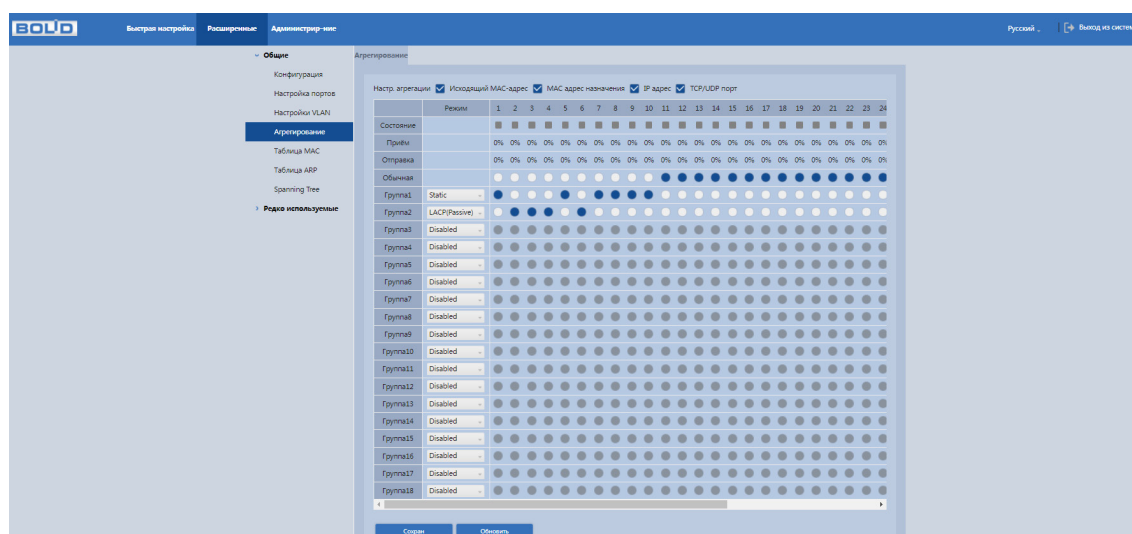 BOLID Быстрая настройка Расширенные Администрир-ние Русский Выход из систем
Общие
Конфигурация
Настройка портов
Настройки VLAN
Агрегирование
Таблица MAC
Таблица ARP
Spanning Tree
Редко используемые
Агрегирование
Настр. агрегации Исходящий MAC-адрес MAC адрес назначения IP адрес TCP/UDP порт
Режим 1 2 3 4 5 6 7 8 9 10 11 12 13 14 15 16 17 18 19 20 21 22 23 24
Состояние
Приём 0% 0% 0% 0% 0% 0% 0% 0% 0% 0% 0% 0% 0% 0% 0% 0% 0% 0% 0% 0% 0% 0% 0% 0%
Отправка 0% 0% 0% 0% 0% 0% 0% 0% 0% 0% 0% 0% 0% 0% 0% 0% 0% 0% 0% 0% 0% 0% 0% 0%
Обычная
Группа1 Static
Группа2 LACP(Passive)
Группа3 Disabled
Группа4 Disabled
Группа5 Disabled
Группа6 Disabled
Группа7 Disabled
Группа8 Disabled
Группа9 Disabled
Группа10 Disabled
Группа11 Disabled
Группа12 Disabled
Группа13 Disabled
Группа14 Disabled
Группа15 Disabled
Группа16 Disabled
Группа17 Disabled
Группа18 Disabled
Сохран Обновить